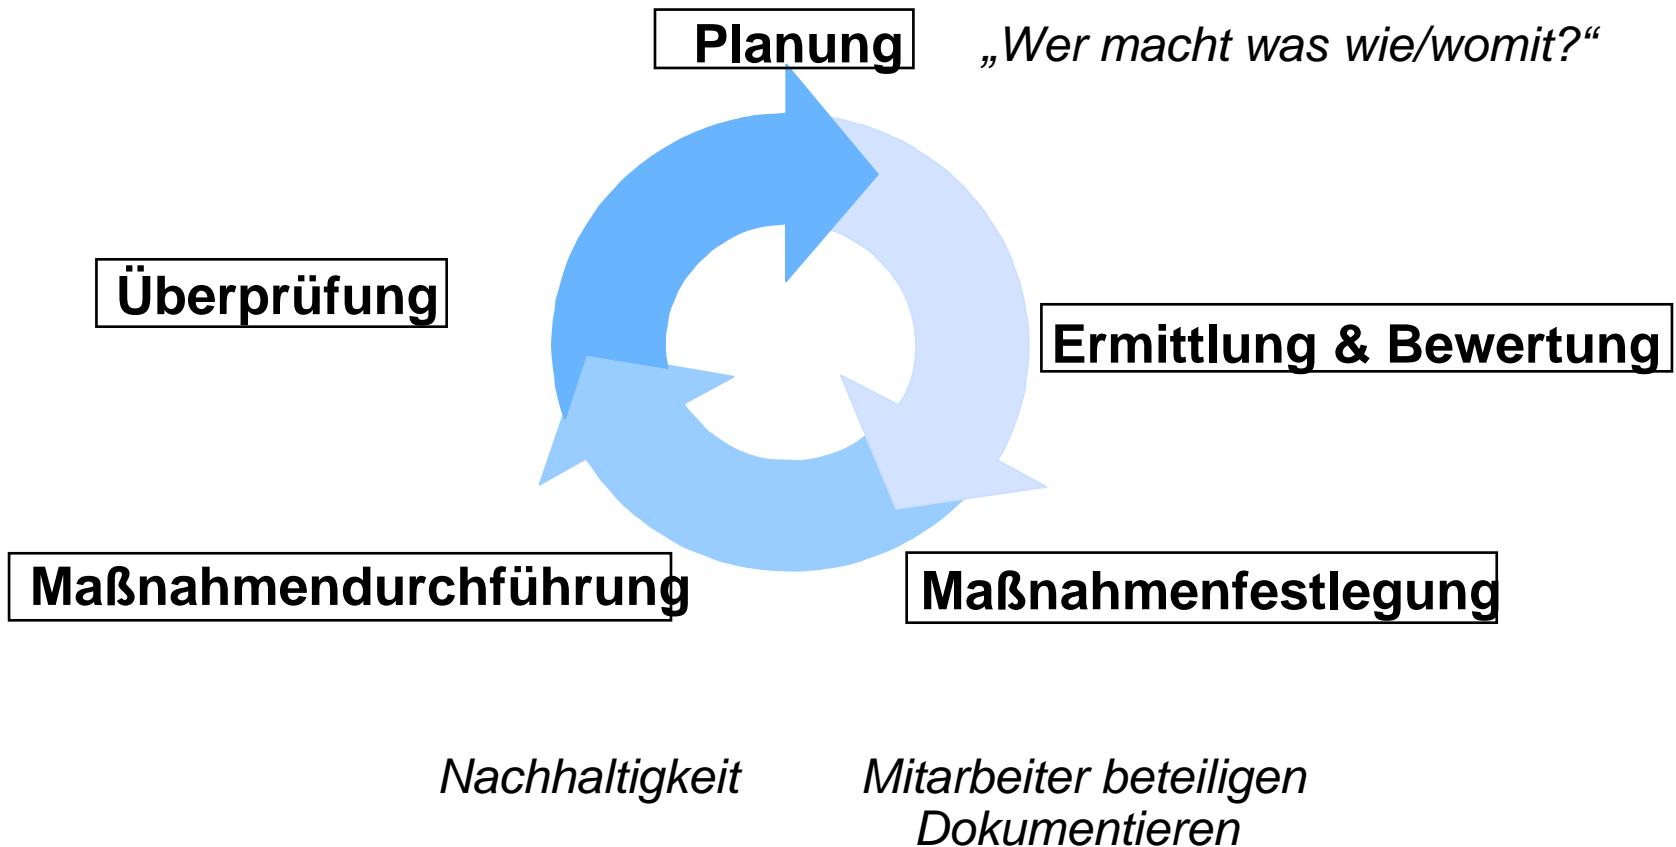 Planung
„Wer macht was wie/womit?“
Überprüfung
Ermittlung & Bewertung
Maßnahmendurchführung
Maßnahmenfestlegung
Nachhaltigkeit
Mitarbeiter beteiligen
Dokumentieren